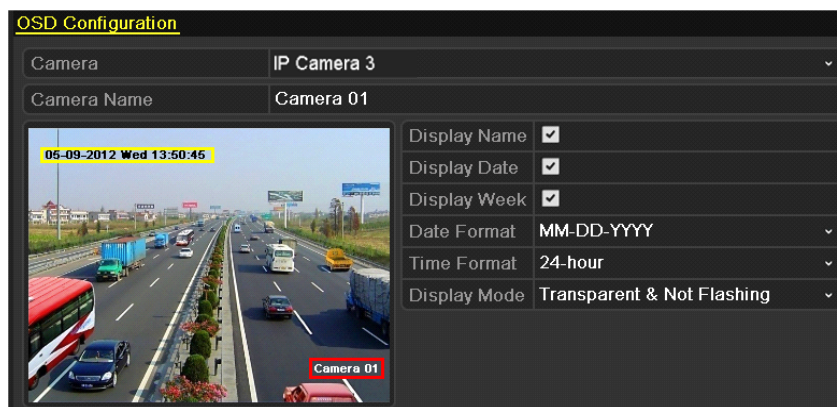 OSD Configuration
Camera IP Camera 3
Camera Name Camera 01
05-09-2012 Wed 13:50:45
Camera 01
Display Name
Display Date
Display Week
Date Format MM-DD-YYYY
Time Format 24-hour
Display Mode Transparent & Not Flashing